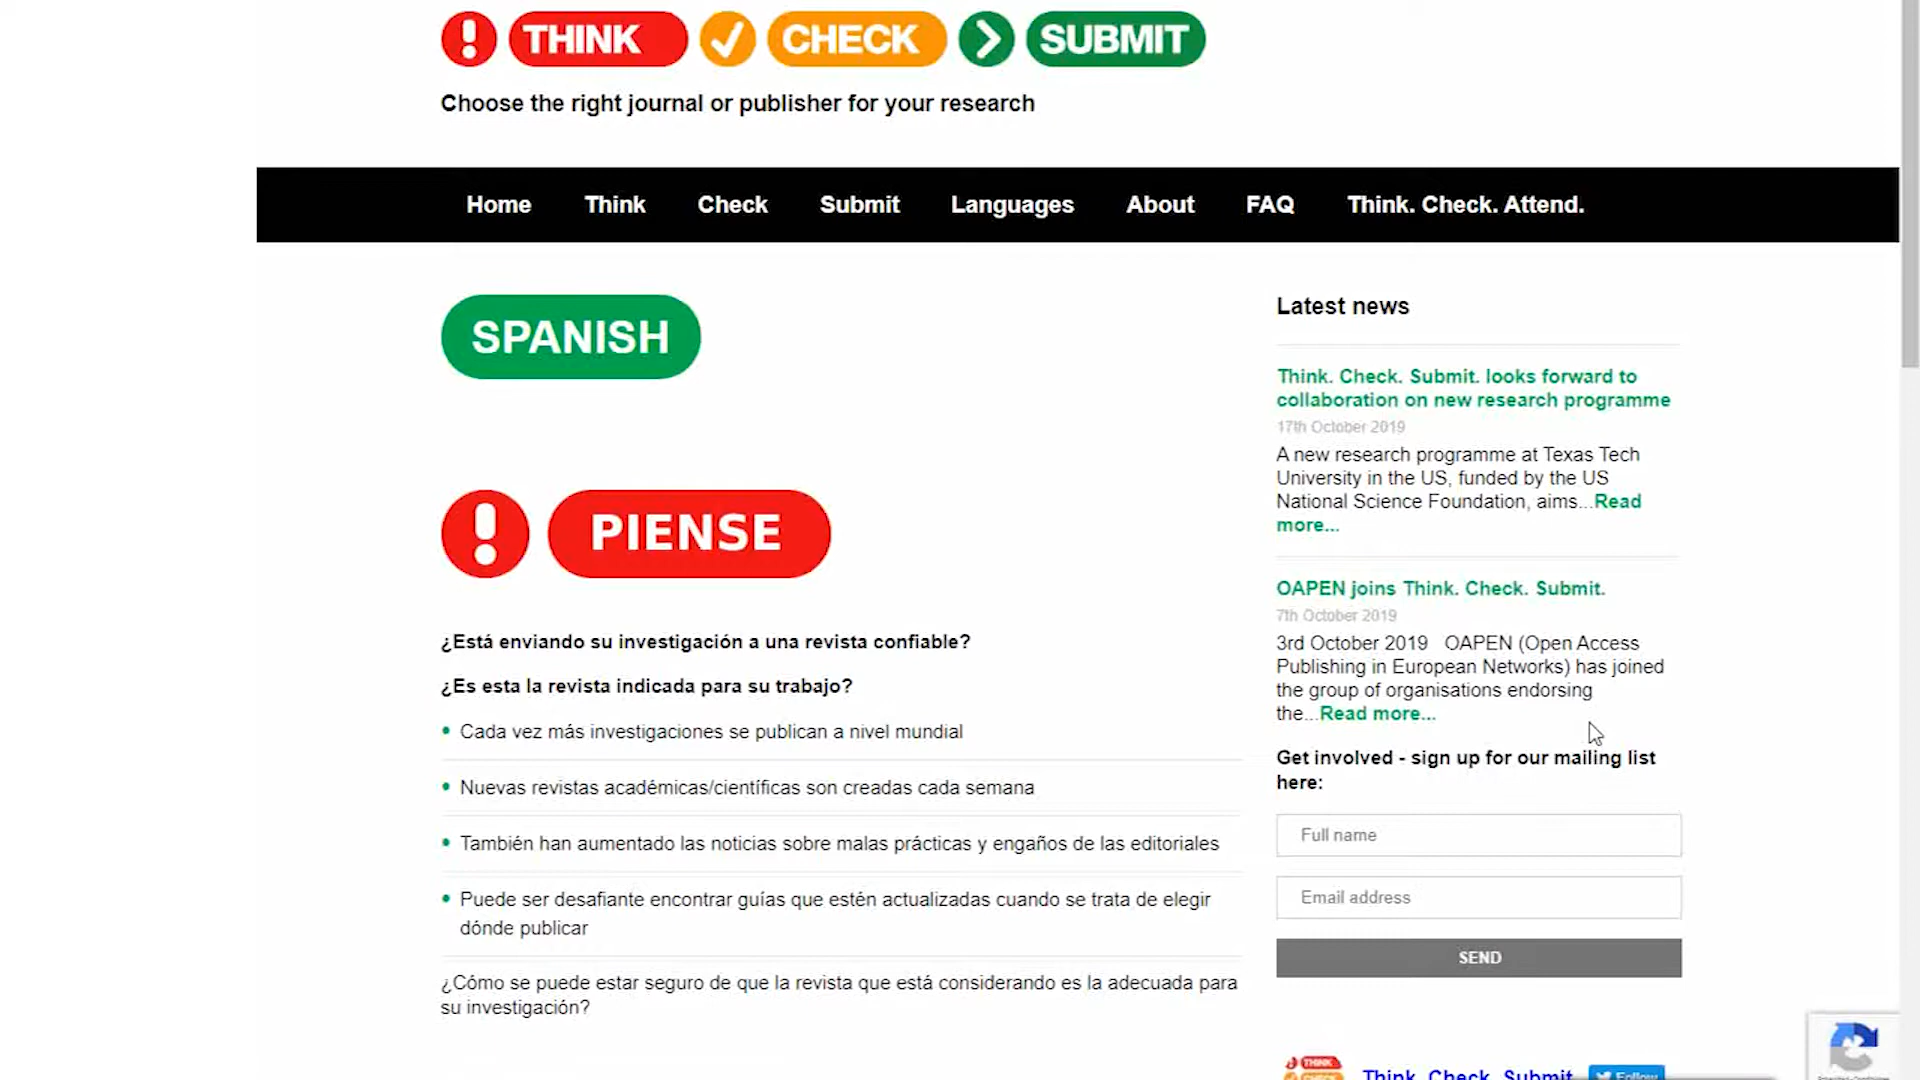 THINK CHECK SUBMIT
Choose the right journal or publisher for your research
Home Think Check Submit Languages About FAQ Think. Check. Attend.
SPANISH
PIENSE
¿Está enviando su investigación a una revista confiable?
¿Es esta la revista indicada para su trabajo?
Cada vez más investigaciones se publican a nivel mundial
Nuevas revistas académicas/científicas son creadas cada semana
También han aumentado las noticias sobre malas prácticas y engaños de las editoriales
Puede ser desafiante encontrar guías que estén actualizadas cuando se trata de elegir
dónde publicar
¿Cómo se puede estar seguro de que la revista que está considerando es la adecuada para
su investigación?
Latest news
Think. Check. Submit. looks forward to
collaboration on new research programme
17th October 2019
A new research programme at Texas Tech
University in the US, funded by the US
National Science Foundation, aims...Read
more...
OAPEN joins Think. Check. Submit.
7th October 2019
3rd October 2019 OAPEN (Open Access
Publishing in European Networks) has joined
the group of organisations endorsing
the...Read more...
Get involved - sign up for our mailing list
here:
Full name
Email address
SEND
THINK
Think. Check. Submit. Follow